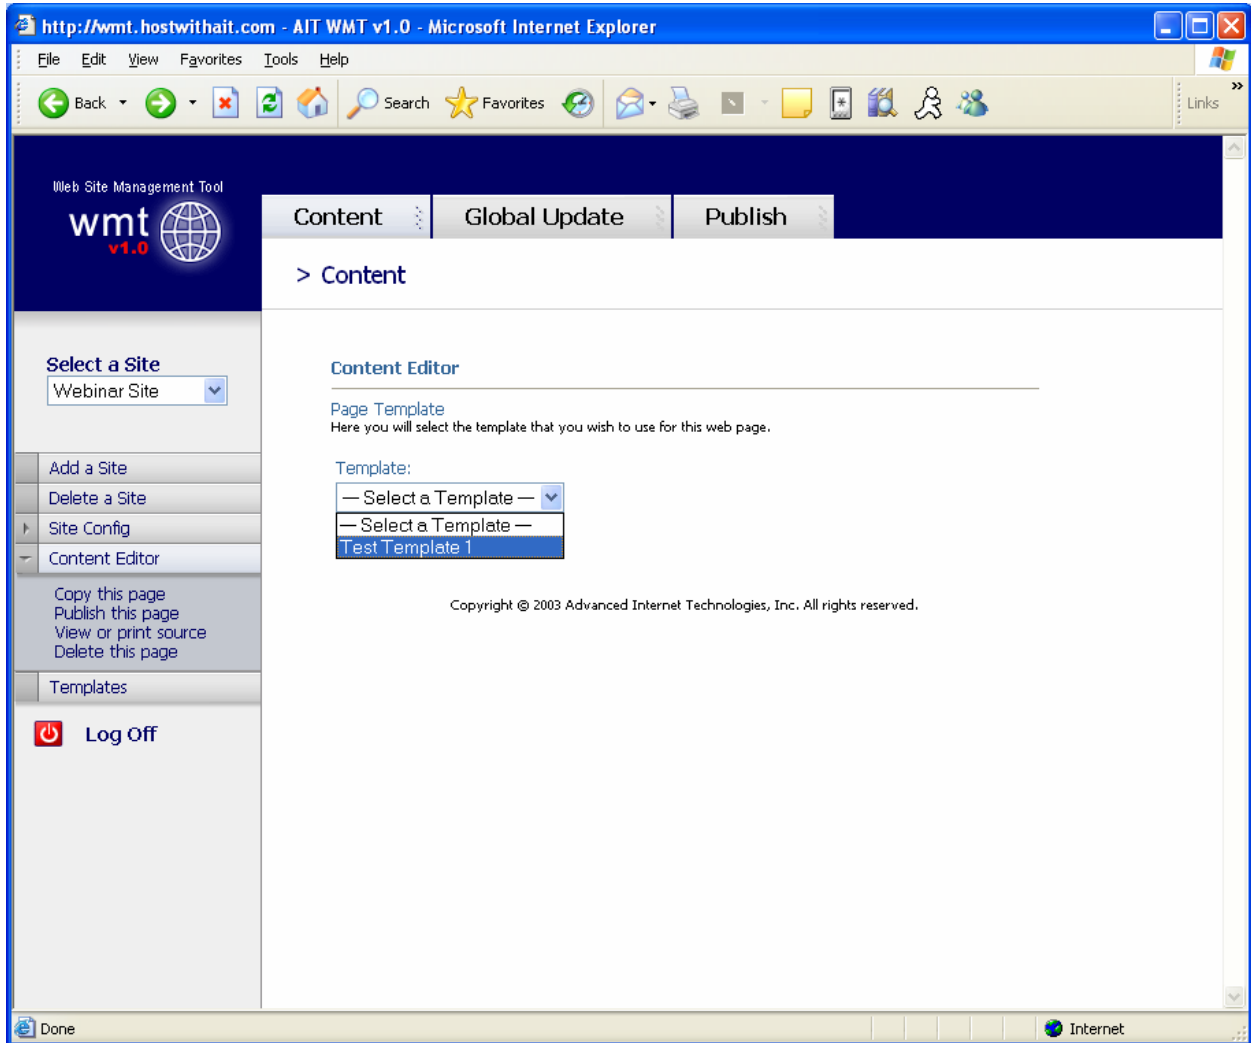 http://wmt.hostwithait.com - AIT WMT v1.0 - Microsoft Internet Explorer
File Edit View Favorites Tools Help
Back Search Favorites Links
Web Site Management Tool
wmt
v1.0
Content Global Update Publish
> Content
Select a Site
Webinar Site
Add a Site
Delete a Site
Site Config
Content Editor
Copy this page
Publish this page
View or print source
Delete this page
Templates
Log Off
Content Editor
Page Template
Here you will select the template that you wish to use for this web page.
Template:
— Select a Template —
— Select a Template —
Test Template 1
Copyright © 2003 Advanced Internet Technologies, Inc. All rights reserved.
Done Internet